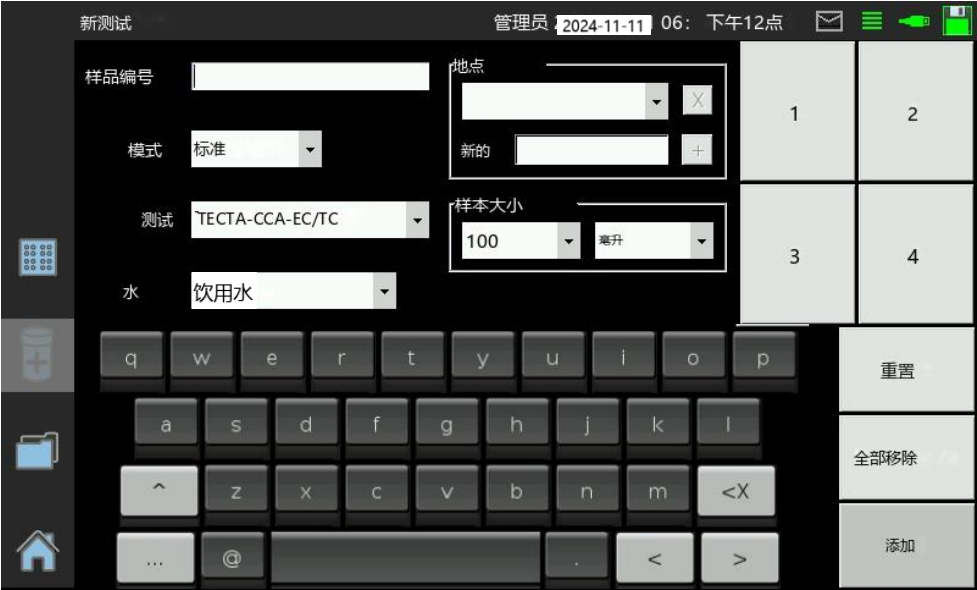 新测试
管理员 2024-11-11 06: 下午12点
样品编号
地点
X
模式 标准
新的 +
测试 TECTA-CCA-EC/TC
样本大小
100 毫升
水 饮用水
1 2
3 4
q w e r t y u i o p
重置
a s d f g h j k l
全部移除
^ z x c v b n m <X
... @ . < >
添加